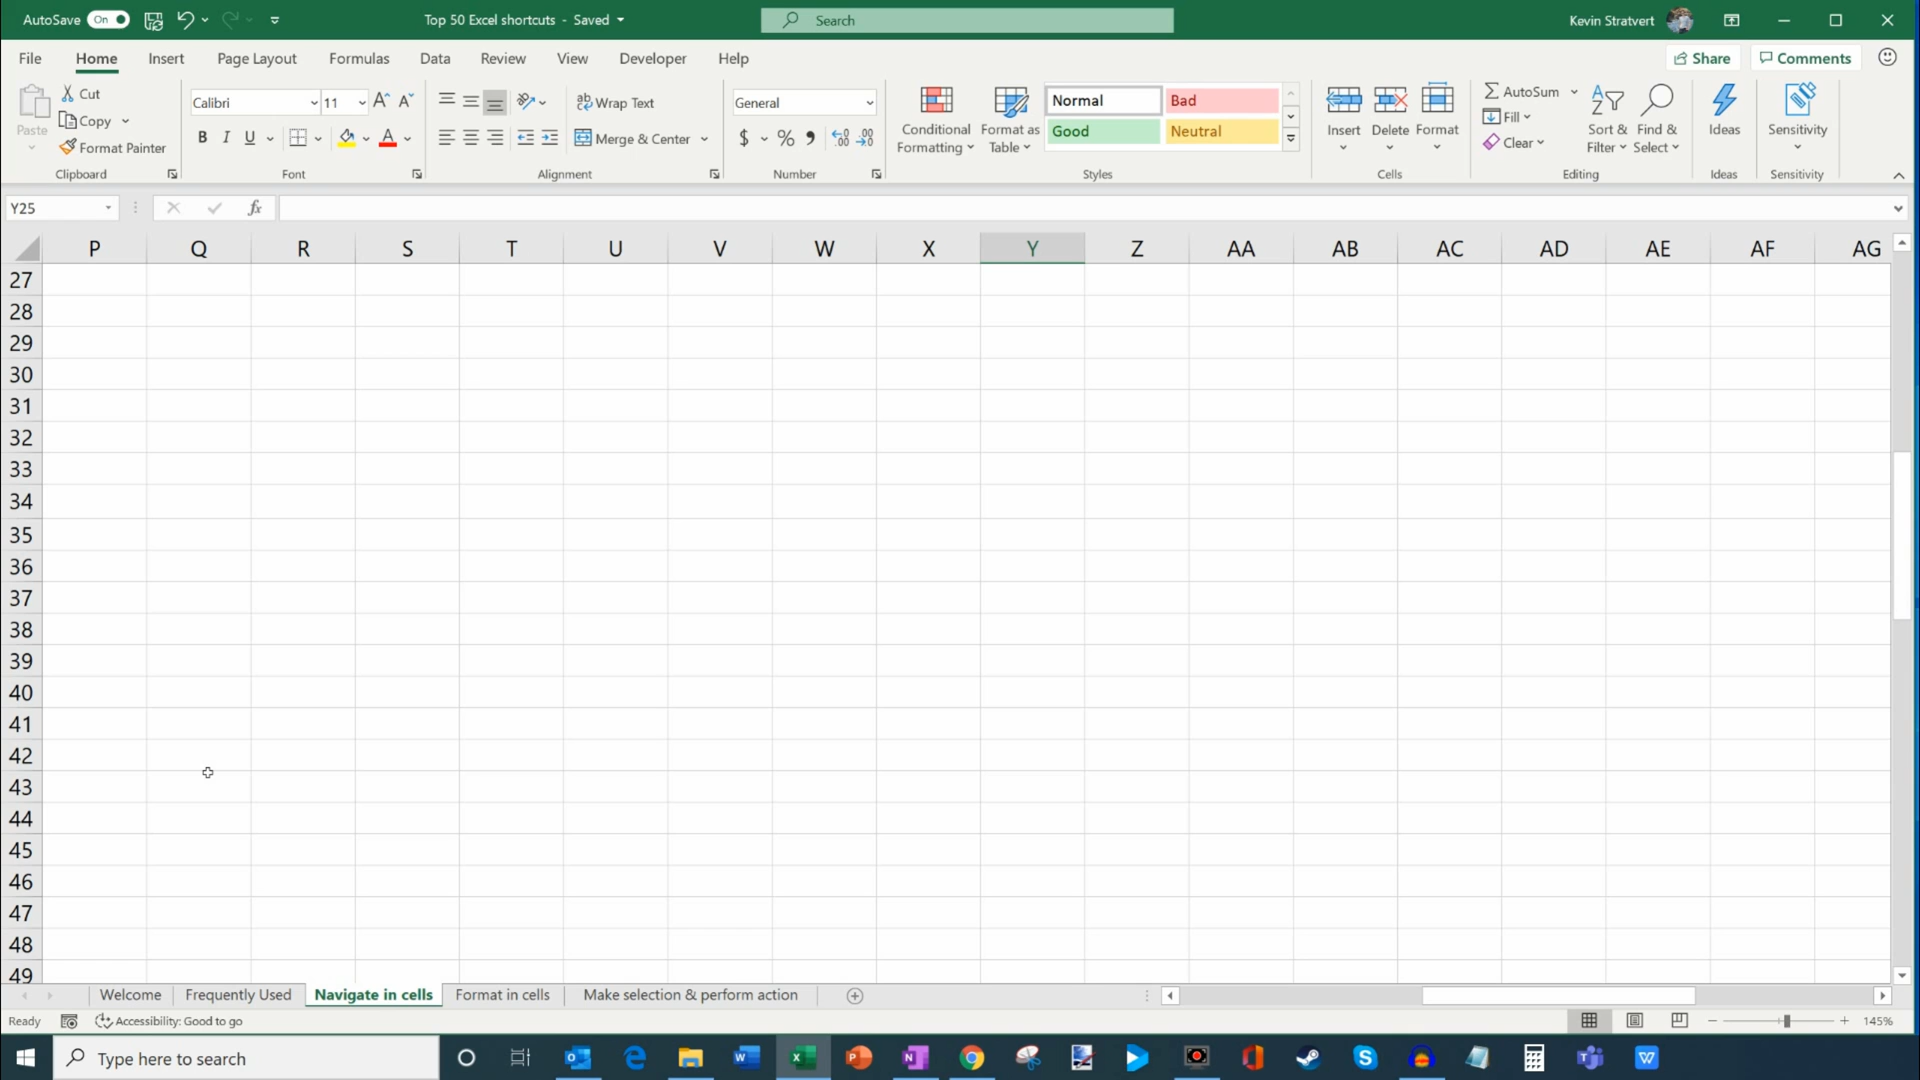 AutoSave On Top 50 Excel shortcuts - Saved Search Kevin Stratvert
File Home Insert Page Layout Formulas Data Review View Developer Help Share Comments
Paste Cut Copy Format Painter
Calibri 11 A A
B I U A
ab Wrap Text
Merge & Center
General
$ % 9 .00 .00
Conditional Formatting Format as Table
Normal Bad
Good Neutral
Insert Delete Format
AutoSum
Fill
Clear
Sort & Filter Find & Select
Ideas Sensitivity
Clipboard Font Alignment Number Styles Cells Editing Ideas Sensitivity
Y25 fx
P Q R S T U V W X Y Z AA AB AC AD AE AF AG
27
28
29
30
31
32
33
34
35
36
37
38
39
40
41
42
43
44
45
46
47
48
49
Welcome Frequently Used Navigate in cells Format in cells Make selection & perform action
Ready Accessibility: Good to go 145%
Type here to search